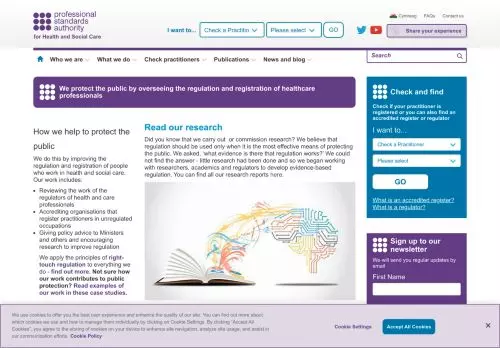 professional
standards
authority
for Health and Social Care
I want to...
Check a Practitio
Please select
GO
Cymraeg
FAQs
Contact us
Share your experience
Who we are
What we do
Check practitioners
Publications
News and blog
Search
We protect the public by overseeing the regulation and registration of healthcare
professionals
How we help to protect the
public
We do this by improving the
regulation and registration of people
who work in health and social care.
Our work includes:
Reviewing the work of the
regulators of health and care
professionals
Accrediting organisations that
register practitioners in unregulated
occupations
Giving policy advice to Ministers
and others and encouraging
research to improve regulation
We apply the principles of right-
touch regulation to everything we
do - find out more. Not sure how
our work contributes to public
protection? Read examples of
our work in these case studies.
Read our research
Did you know that we carry out or commission research? We believe that
regulation should be used only when it is the most effective means of protecting
the public. We asked, 'what evidence is there that regulation works?' We could
not find the answer - little research had been done and so we began working
with researchers, academics and regulators to develop evidence-based
regulation. You can find all our research reports here.
Check and find
Check if your practitioner is
registered or you can also find an
accredited register or regulator
I want to...
Check a Practitioner
Please select
GO
What is an accredited register?
What is a regulator?
Sign up to our
newsletter
We will send you regular updates by
email
First Name
We use cookies to offer you the best user experience and enhance the quality of our site. You can find out more about
which cookies we use and how to manage them individually by clicking on Cookie Settings. By clicking "Accept All
Cookies", you agree to the storing of cookies on your device to enhance site navigation, analyze site usage, and assist in
our communication efforts. Cookie Policy
Cookie Settings
Accept All Cookies